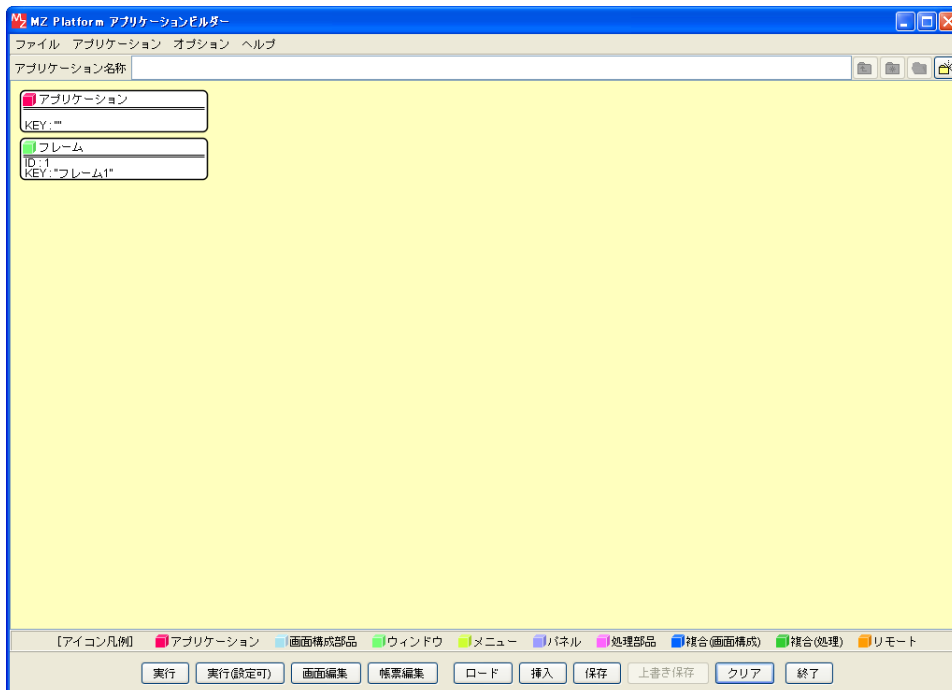 MZ Platform アプリケーションビルダー
ファイル アプリケーション オプション ヘルプ
アプリケーション名称
アプリケーション
KEY : ""
フレーム
ID : 1
KEY : "フレーム1"
[アイコン凡例] アプリケーション 画面構成部品 ウィンドウ メニュー パネル 処理部品 複合(画面構成) 複合(処理) リモート
実行 実行(設定可) 画面編集 帳票編集 ロード 挿入 保存 上書き保存 クリア 終了